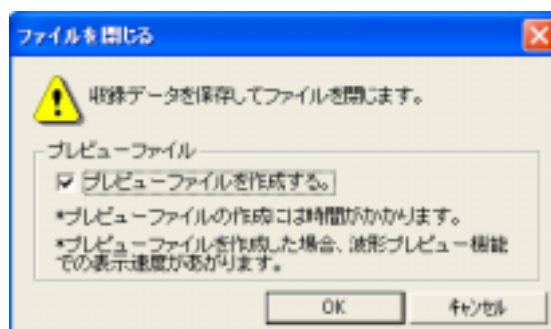 ファイルを閉じる
収録データを保存してファイルを閉じます。
プレビューファイル
プレビューファイルを作成する。
*プレビューファイルの作成には時間がかかります。
*プレビューファイルを作成した場合、波形プレビュー機能
での表示速度があがります。
OK
キャンセル